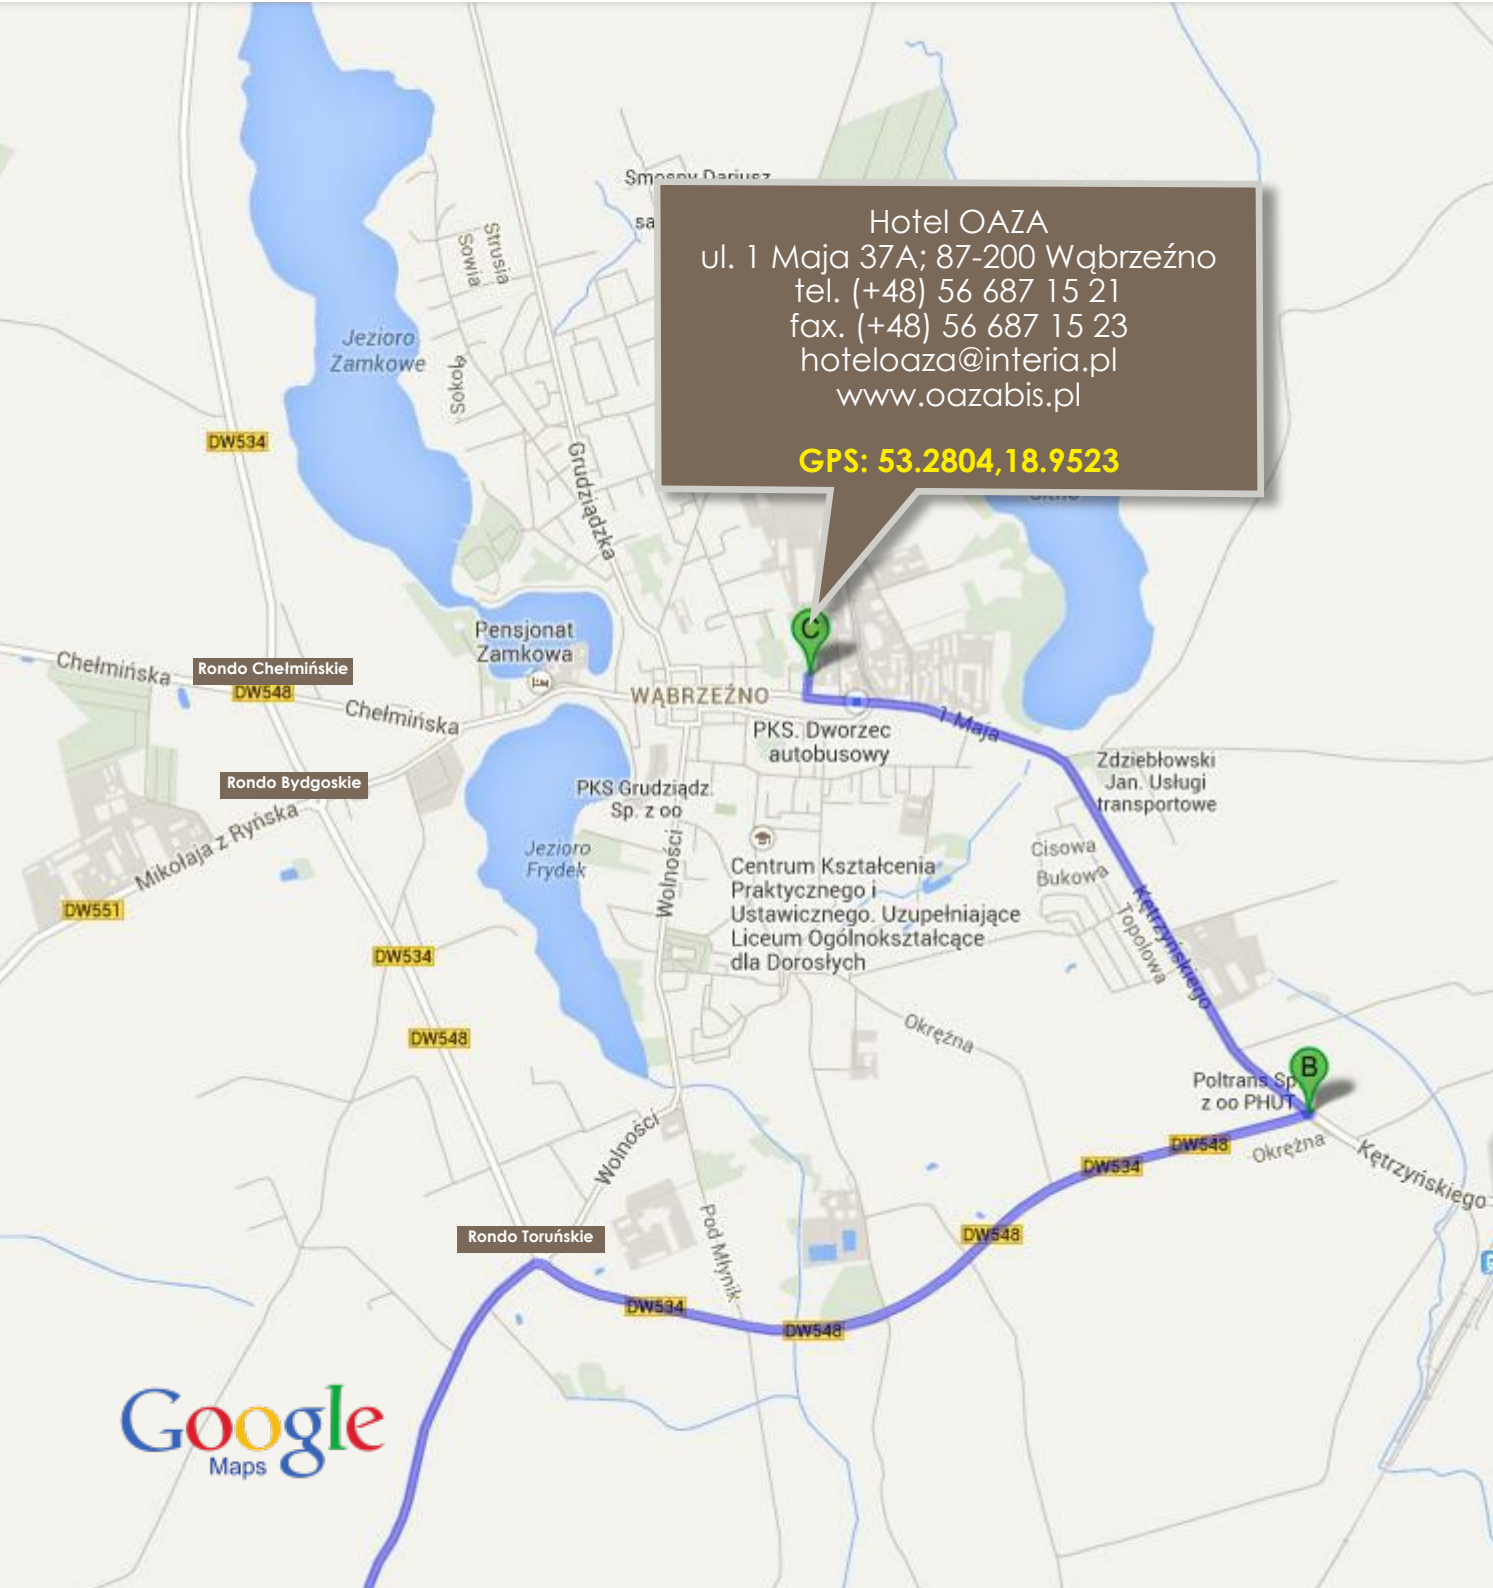 Smosny Dariusz
sa
Hotel OAZA
ul. 1 Maja 37A; 87-200 Wąbrzeźno
tel. (+48) 56 687 15 21
fax. (+48) 56 687 15 23
hoteloaza@interia.pl
www.oazabis.pl
GPS: 53.2804,18.9523
Strusia
Sowia
Jezioro
Zamkowe
Sokola
DW534
Grudziądzka
C
Pensjonat
Zamkowa
Chełmińska
Rondo Chełmińskie
DW548
Chełmińska
WĄBRZEŹNO
PKS. Dworzec
autobusowy
1 Maja
Zdziebłowski
Jan. Usługi
transportowe
Rondo Bydgoskie
PKS Grudziądz.
Sp. z oo
Mikołaja z Ryńska
Jezioro
Frydek
Wolności
Cisowa
Bukowa
Topolowa
Kętrzyńskiego
Centrum Kształcenia
Praktycznego i
Ustawicznego. Uzupełniające
Liceum Ogólnokształcące
dla Dorosłych
DW551
DW534
DW548
Okrężna
B
Poltrans Sp.
z oo PHUT
Wolności
DW548
DW534
Okrężna
Kętrzyńskiego
Pod Młynik
Rondo Toruńskie
DW548
DW534
DW548
Google
Maps